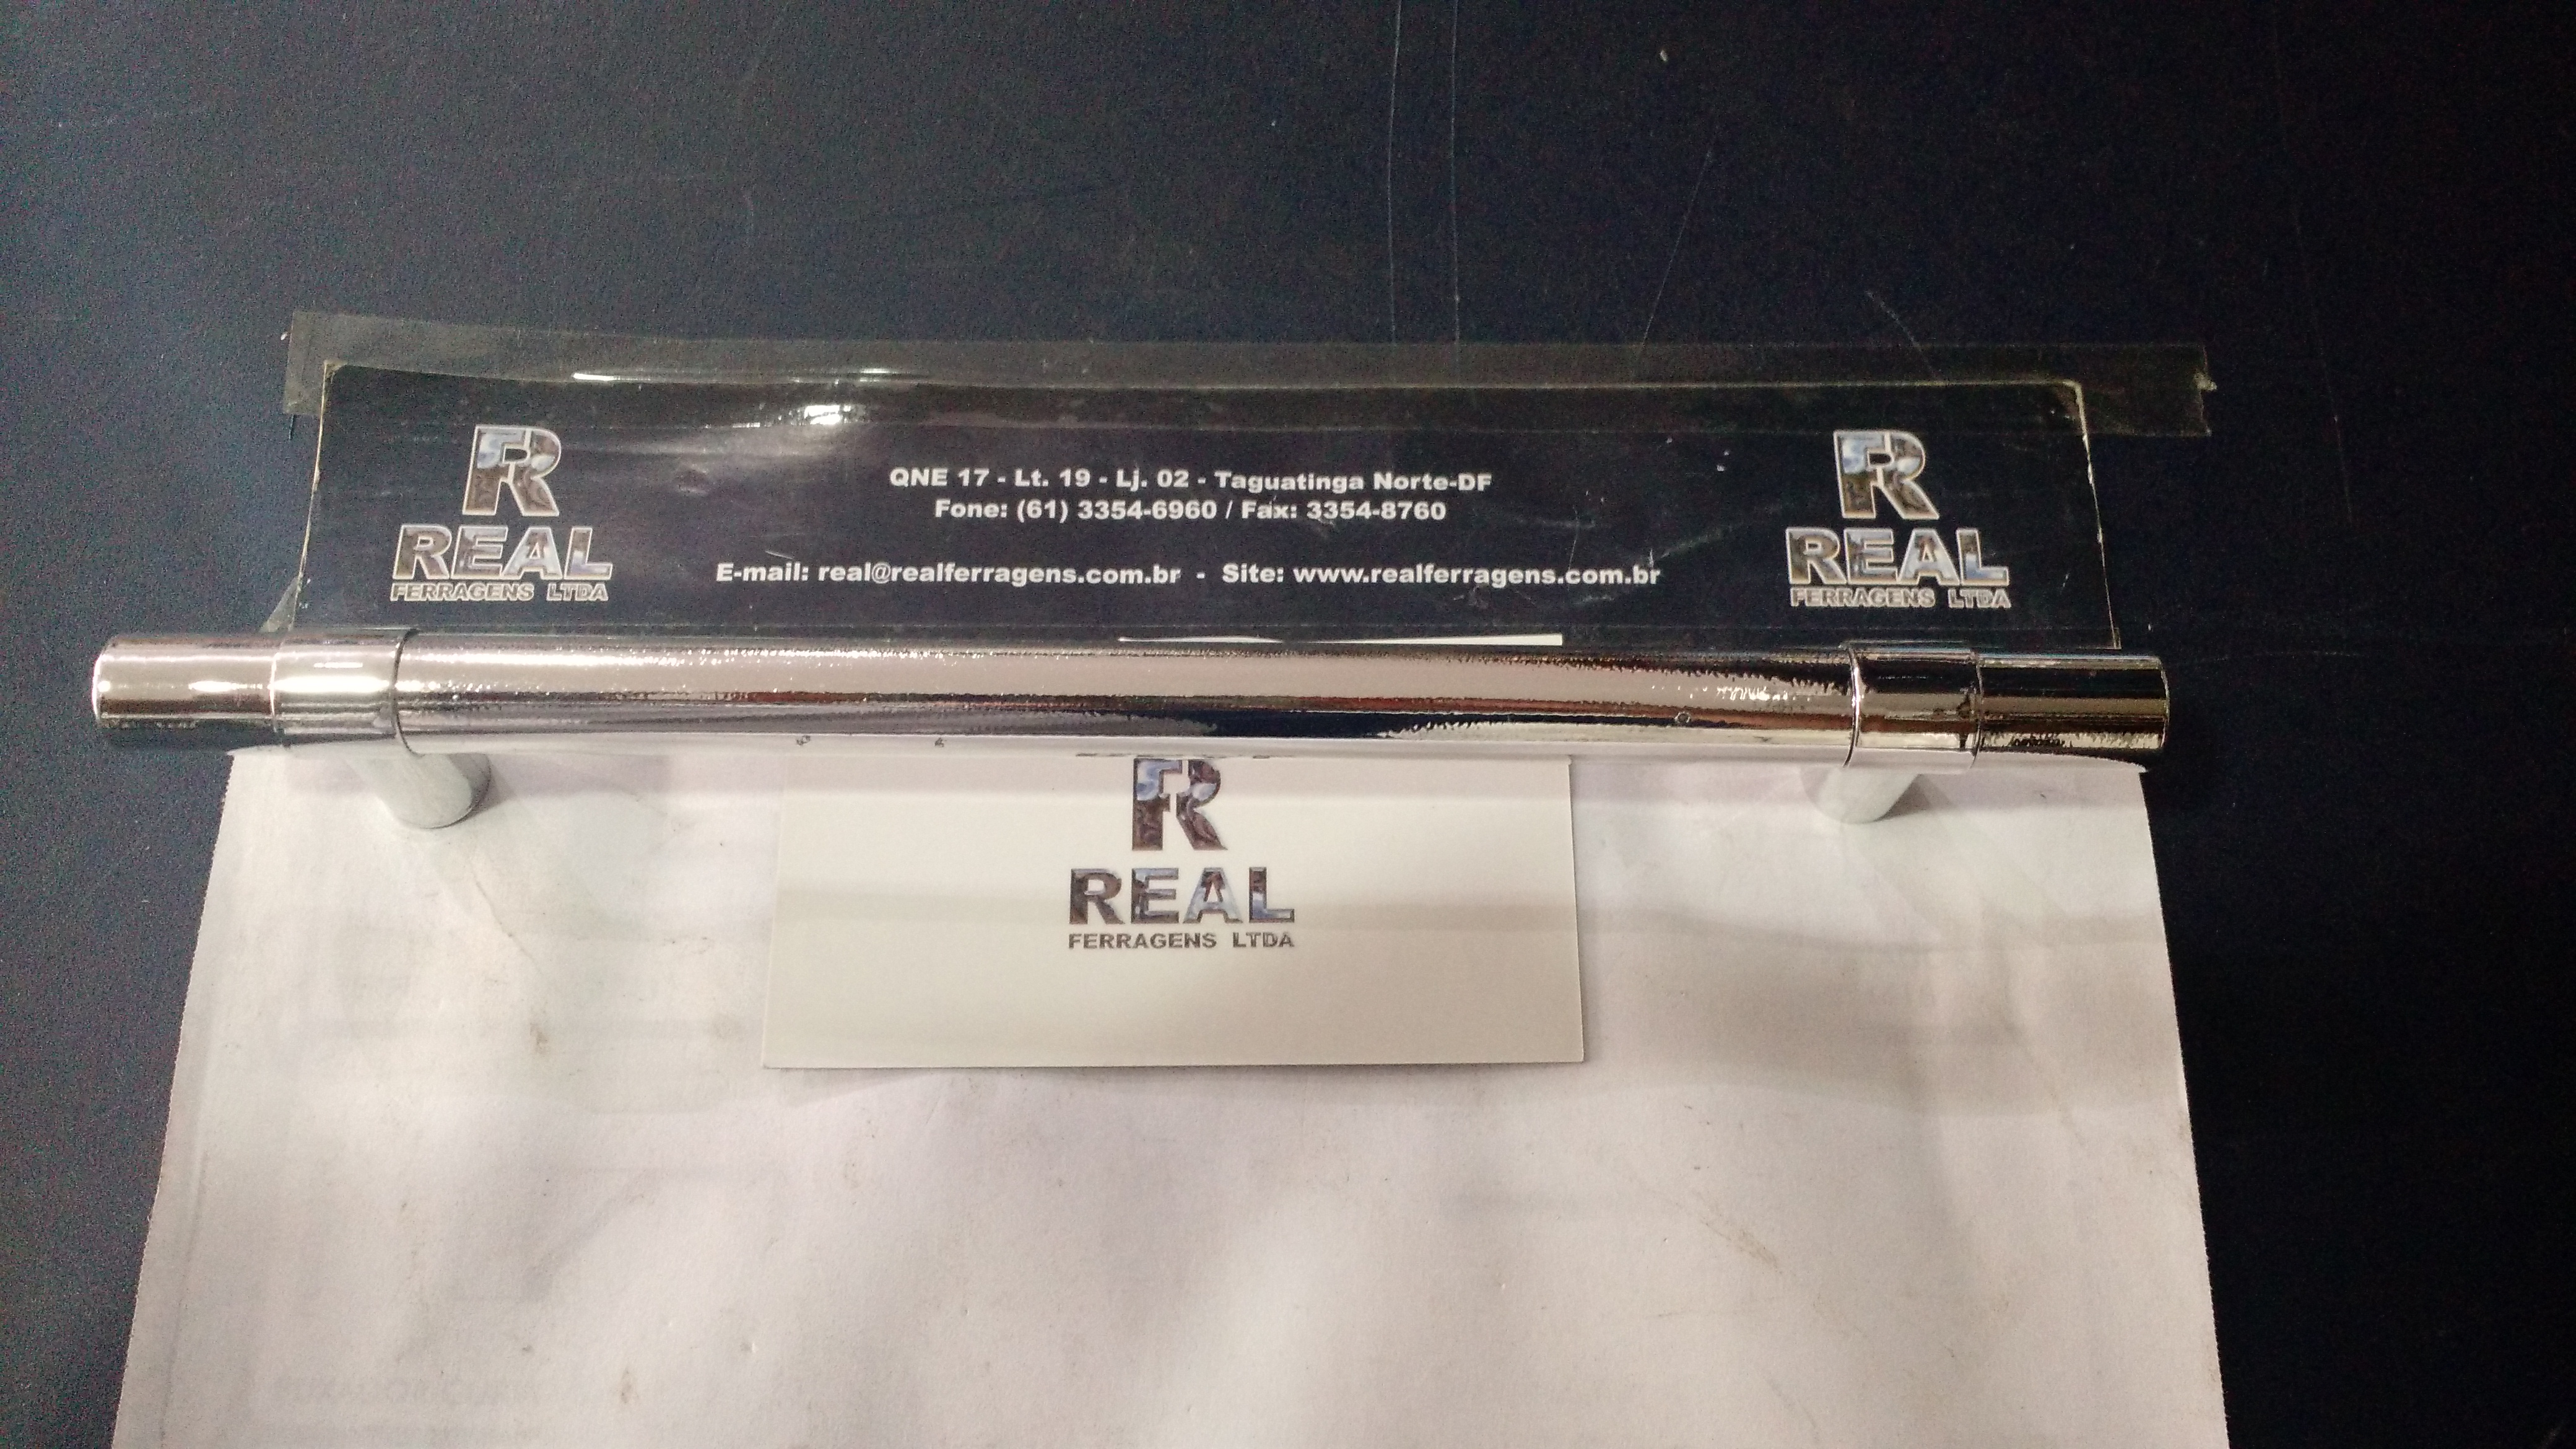 R
REAL
FERRAGENS LTDA
QNE 17 - Lt. 19 - Lj. 02 - Taguatinga Norte-DF
Fone: (61) 3354-6960 / Fax: 3354-8760
E-mail: real@realferragens.com.br - Site: www.realferragens.com.br
R
REAL
FERRAGENS LTDA
R
REAL
FERRAGENS LTDA